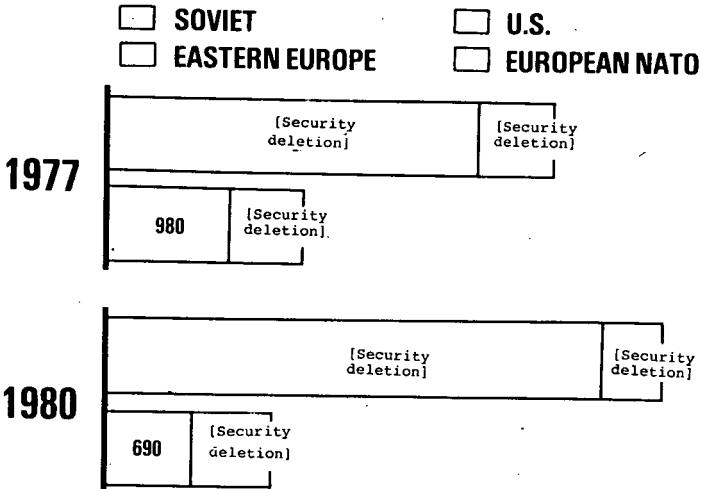 SOVIET
U.S.
EASTERN EUROPE
EUROPEAN NATO
1977
[Security
deletion]
[Security
deletion]
980
[Security
deletion].
1980
[Security
deletion]
[Security
deletion]
690
[Security
deletion]